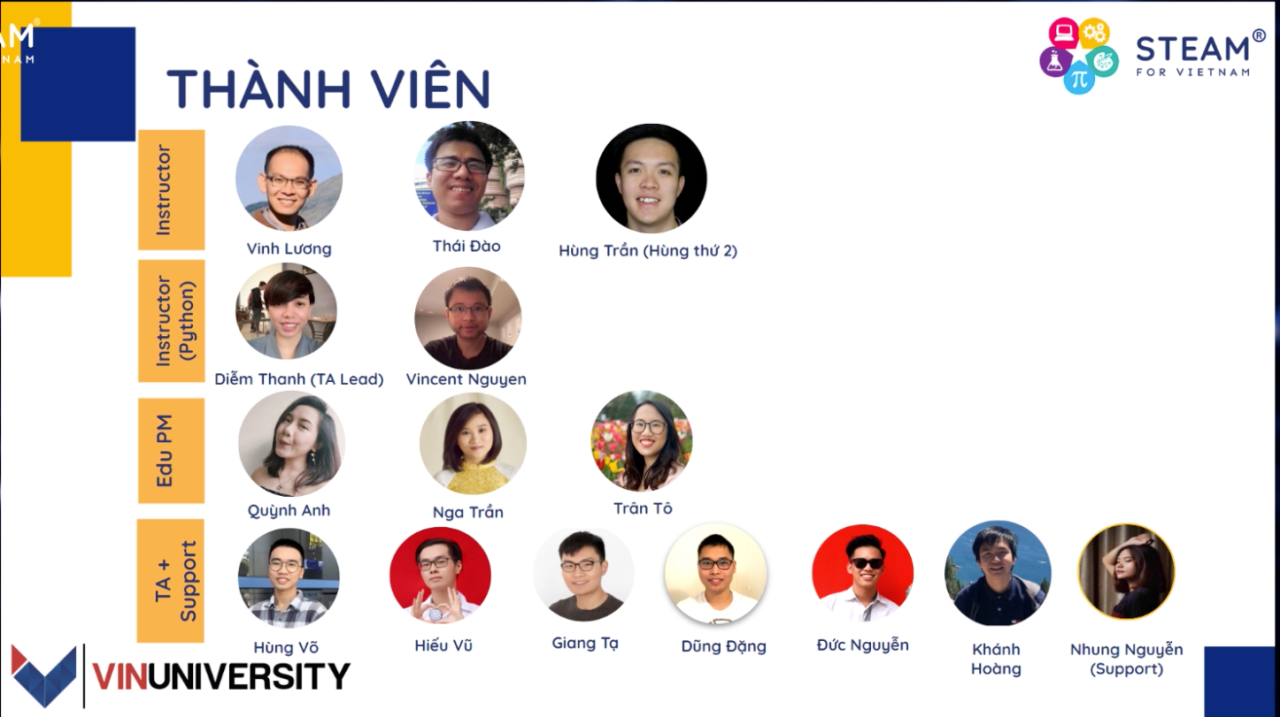 AM®
NAM
STEAM®
FOR VIETNAM
THÀNH VIÊN
Instructor
Vinh Lương
Thái Đào
Hùng Trần (Hùng thứ 2)
Instructor
(Python)
Diễm Thanh (TA Lead)
Vincent Nguyen
Edu PM
Quỳnh Anh
Nga Trần
Trân Tô
TA +
Support
Hùng Võ
Hiếu Vũ
Giang Tạ
Dũng Đặng
Đức Nguyễn
Khánh
Hoàng
Nhung Nguyễn
(Support)
VINUNIVERSITY
π